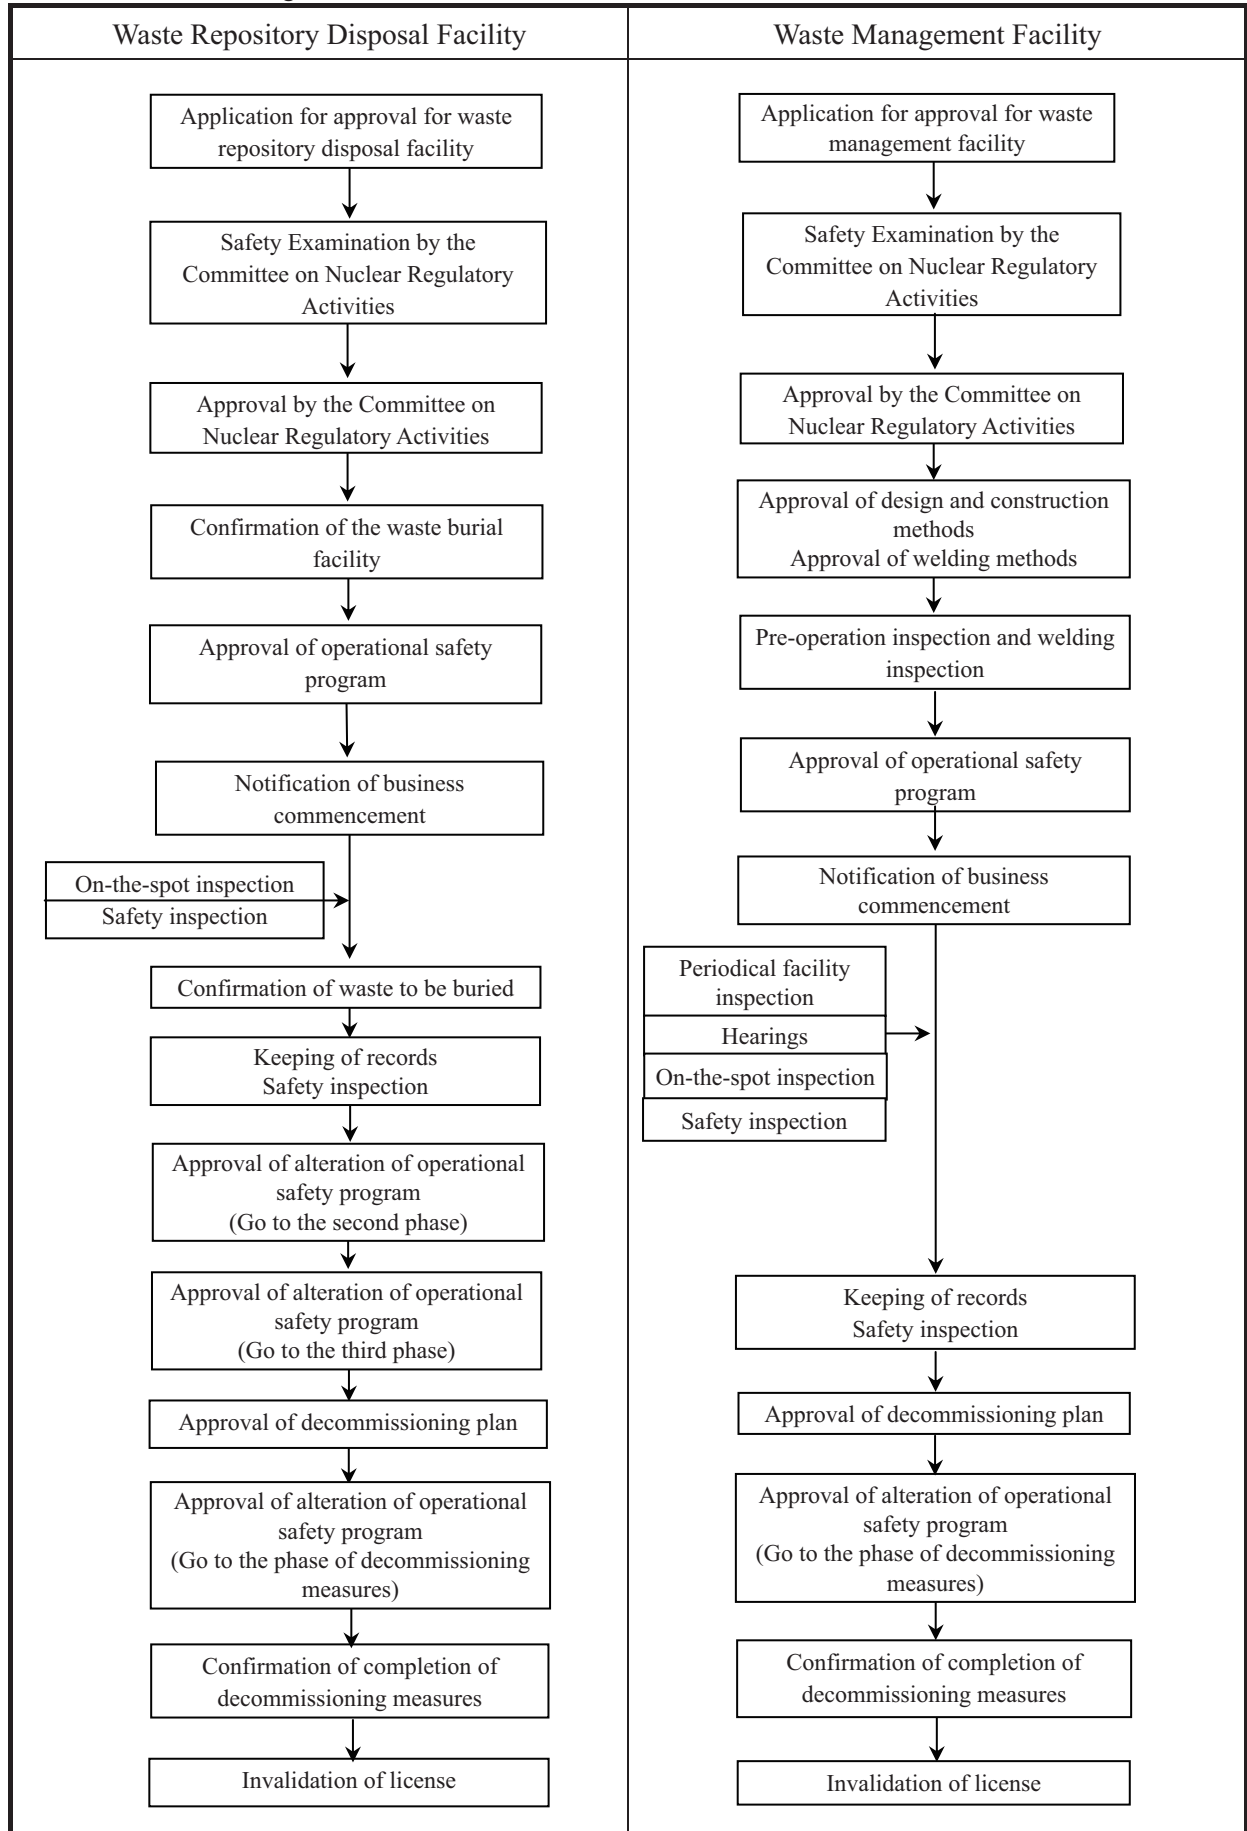 Waste Repository Disposal Facility
Application for approval for waste
repository disposal facility
Safety Examination by the
Committee on Nuclear Regulatory
Activities
Approval by the Committee on
Nuclear Regulatory Activities
Confirmation of the waste burial
facility
Approval of operational safety
program
Notification of business
commencement
On-the-spot inspection
Safety inspection
Confirmation of waste to be buried
Keeping of records
Safety inspection
Approval of alteration of operational
safety program
(Go to the second phase)
Approval of alteration of operational
safety program
(Go to the third phase)
Approval of decommissioning plan
Approval of alteration of operational
safety program
(Go to the phase of decommissioning
measures)
Confirmation of completion of
decommissioning measures
Invalidation of license
Waste Management Facility
Application for approval for waste
management facility
Safety Examination by the
Committee on Nuclear Regulatory
Activities
Approval by the Committee on
Nuclear Regulatory Activities
Approval of design and construction
methods
Approval of welding methods
Pre-operation inspection and welding
inspection
Approval of operational safety
program
Notification of business
commencement
Periodical facility
inspection
Hearings
On-the-spot inspection
Safety inspection
Keeping of records
Safety inspection
Approval of decommissioning plan
Approval of alteration of operational
safety program
(Go to the phase of decommissioning
measures)
Confirmation of completion of
decommissioning measures
Invalidation of license